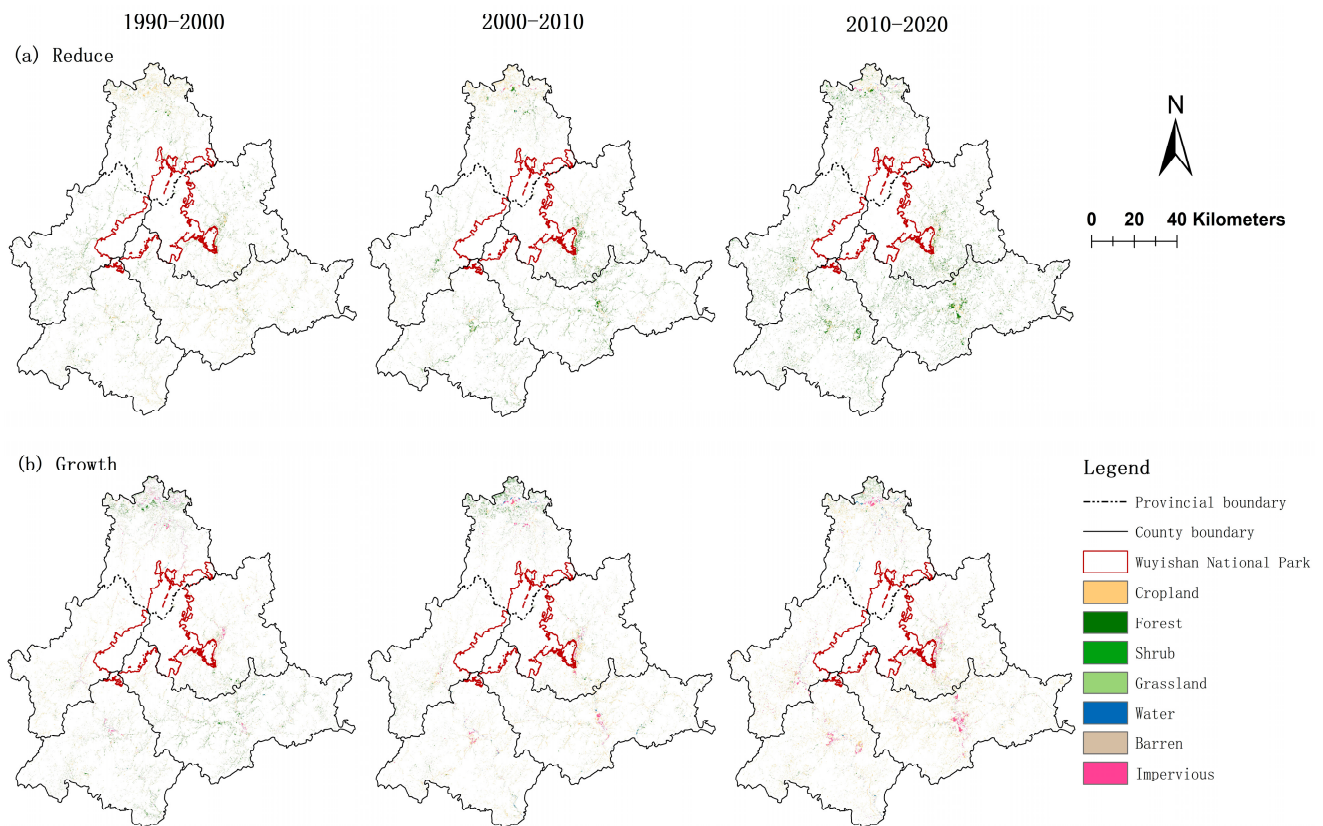 1990-2000
2000-2010
2010-2020
(a) Reduce
N
0 20 40 Kilometers
(b) Growth
Legend
Provincial boundary
County boundary
Wuyishan National Park
Cropland
Forest
Shrub
Grassland
Water
Barren
Impervious